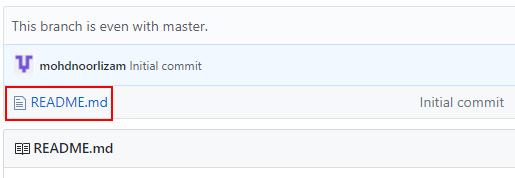 This branch is even with master.
mohdnoorlizam Initial commit
README.md Initial commit
README.md